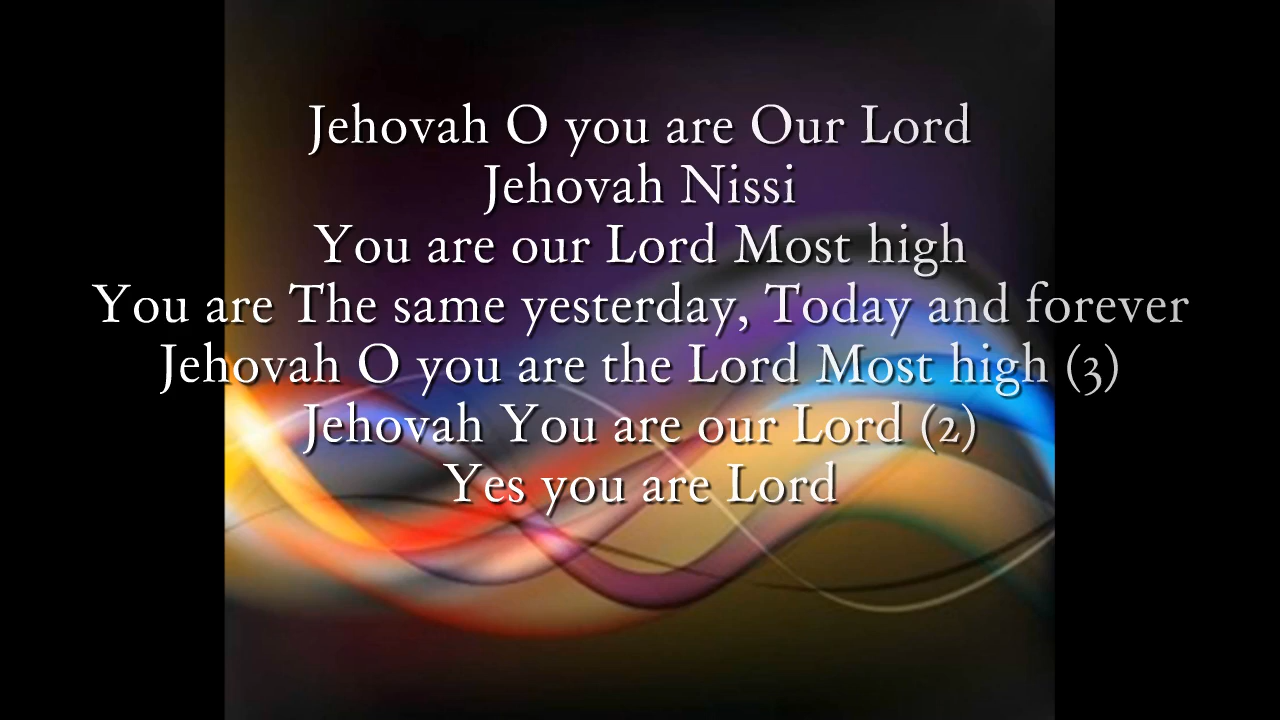 Jehovah O you are Our Lord
Jehovah Nissi
You are our Lord Most high
You are The same yesterday, Today and forever
Jehovah O you are the Lord Most high (3)
Jehovah You are our Lord (2)
Yes you are Lord